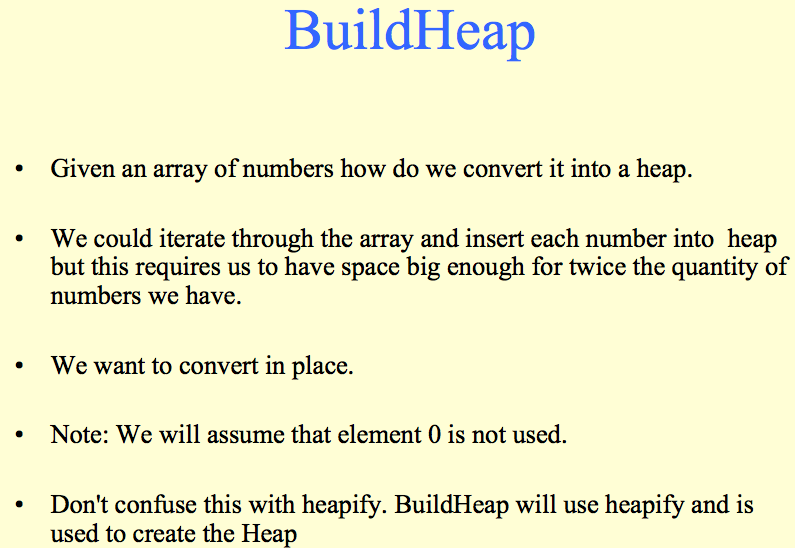 BuildHeap
• Given an array of numbers how do we convert it into a heap.
• We could iterate through the array and insert each number into  heap
but this requires us to have space big enough for twice the quantity of
numbers we have.
• We want to convert in place.
• Note: We will assume that element 0 is not used.
• Don't confuse this with heapify. BuildHeap will use heapify and is
used to create the Heap